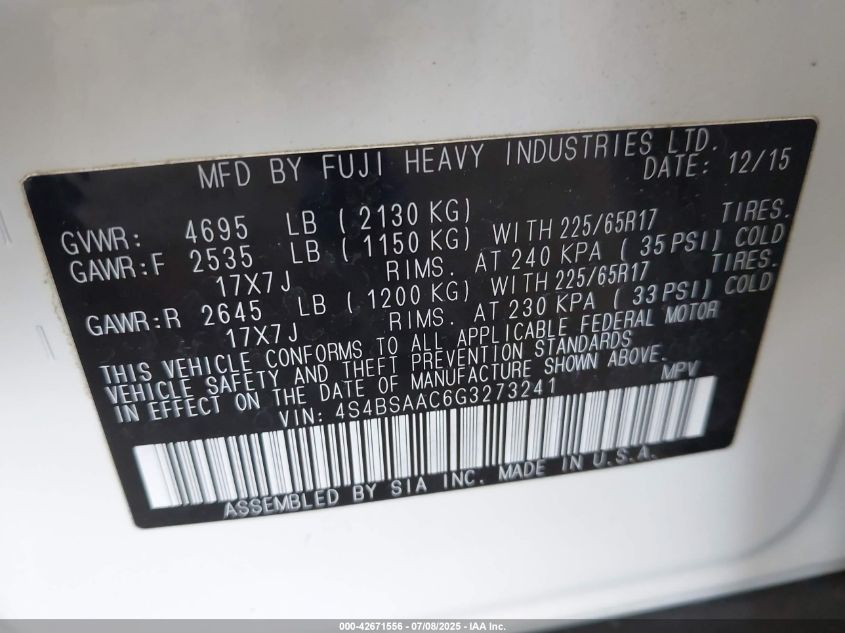 MFD BY FUJI HEAVY INDUSTRIES LTD.
DATE: 12/15
GVWR: 4695 LB ( 2130 KG)
GAWR:F 2535 LB ( 1150 KG) WITH 225/65R17 TIRES.
17X7J RIMS. AT 240 KPA ( 35 PSI) COLD
GAWR:R 2645 LB ( 1200 KG) WITH 225/65R17 TIRES.
17X7J RIMS. AT 230 KPA ( 33 PSI) COLD
THIS VEHICLE CONFORMS TO ALL APPLICABLE FEDERAL MOTOR
VEHICLE SAFETY AND THEFT PREVENTION STANDARDS
IN EFFECT ON THE DATE OF MANUFACTURE SHOWN ABOVE.
VIN: 4S4BSAAC6G3273241 MPV
ASSEMBLED BY SIA INC. MADE IN U.S.A.
000-42671556 - 07/08/2025 - IAA Inc.